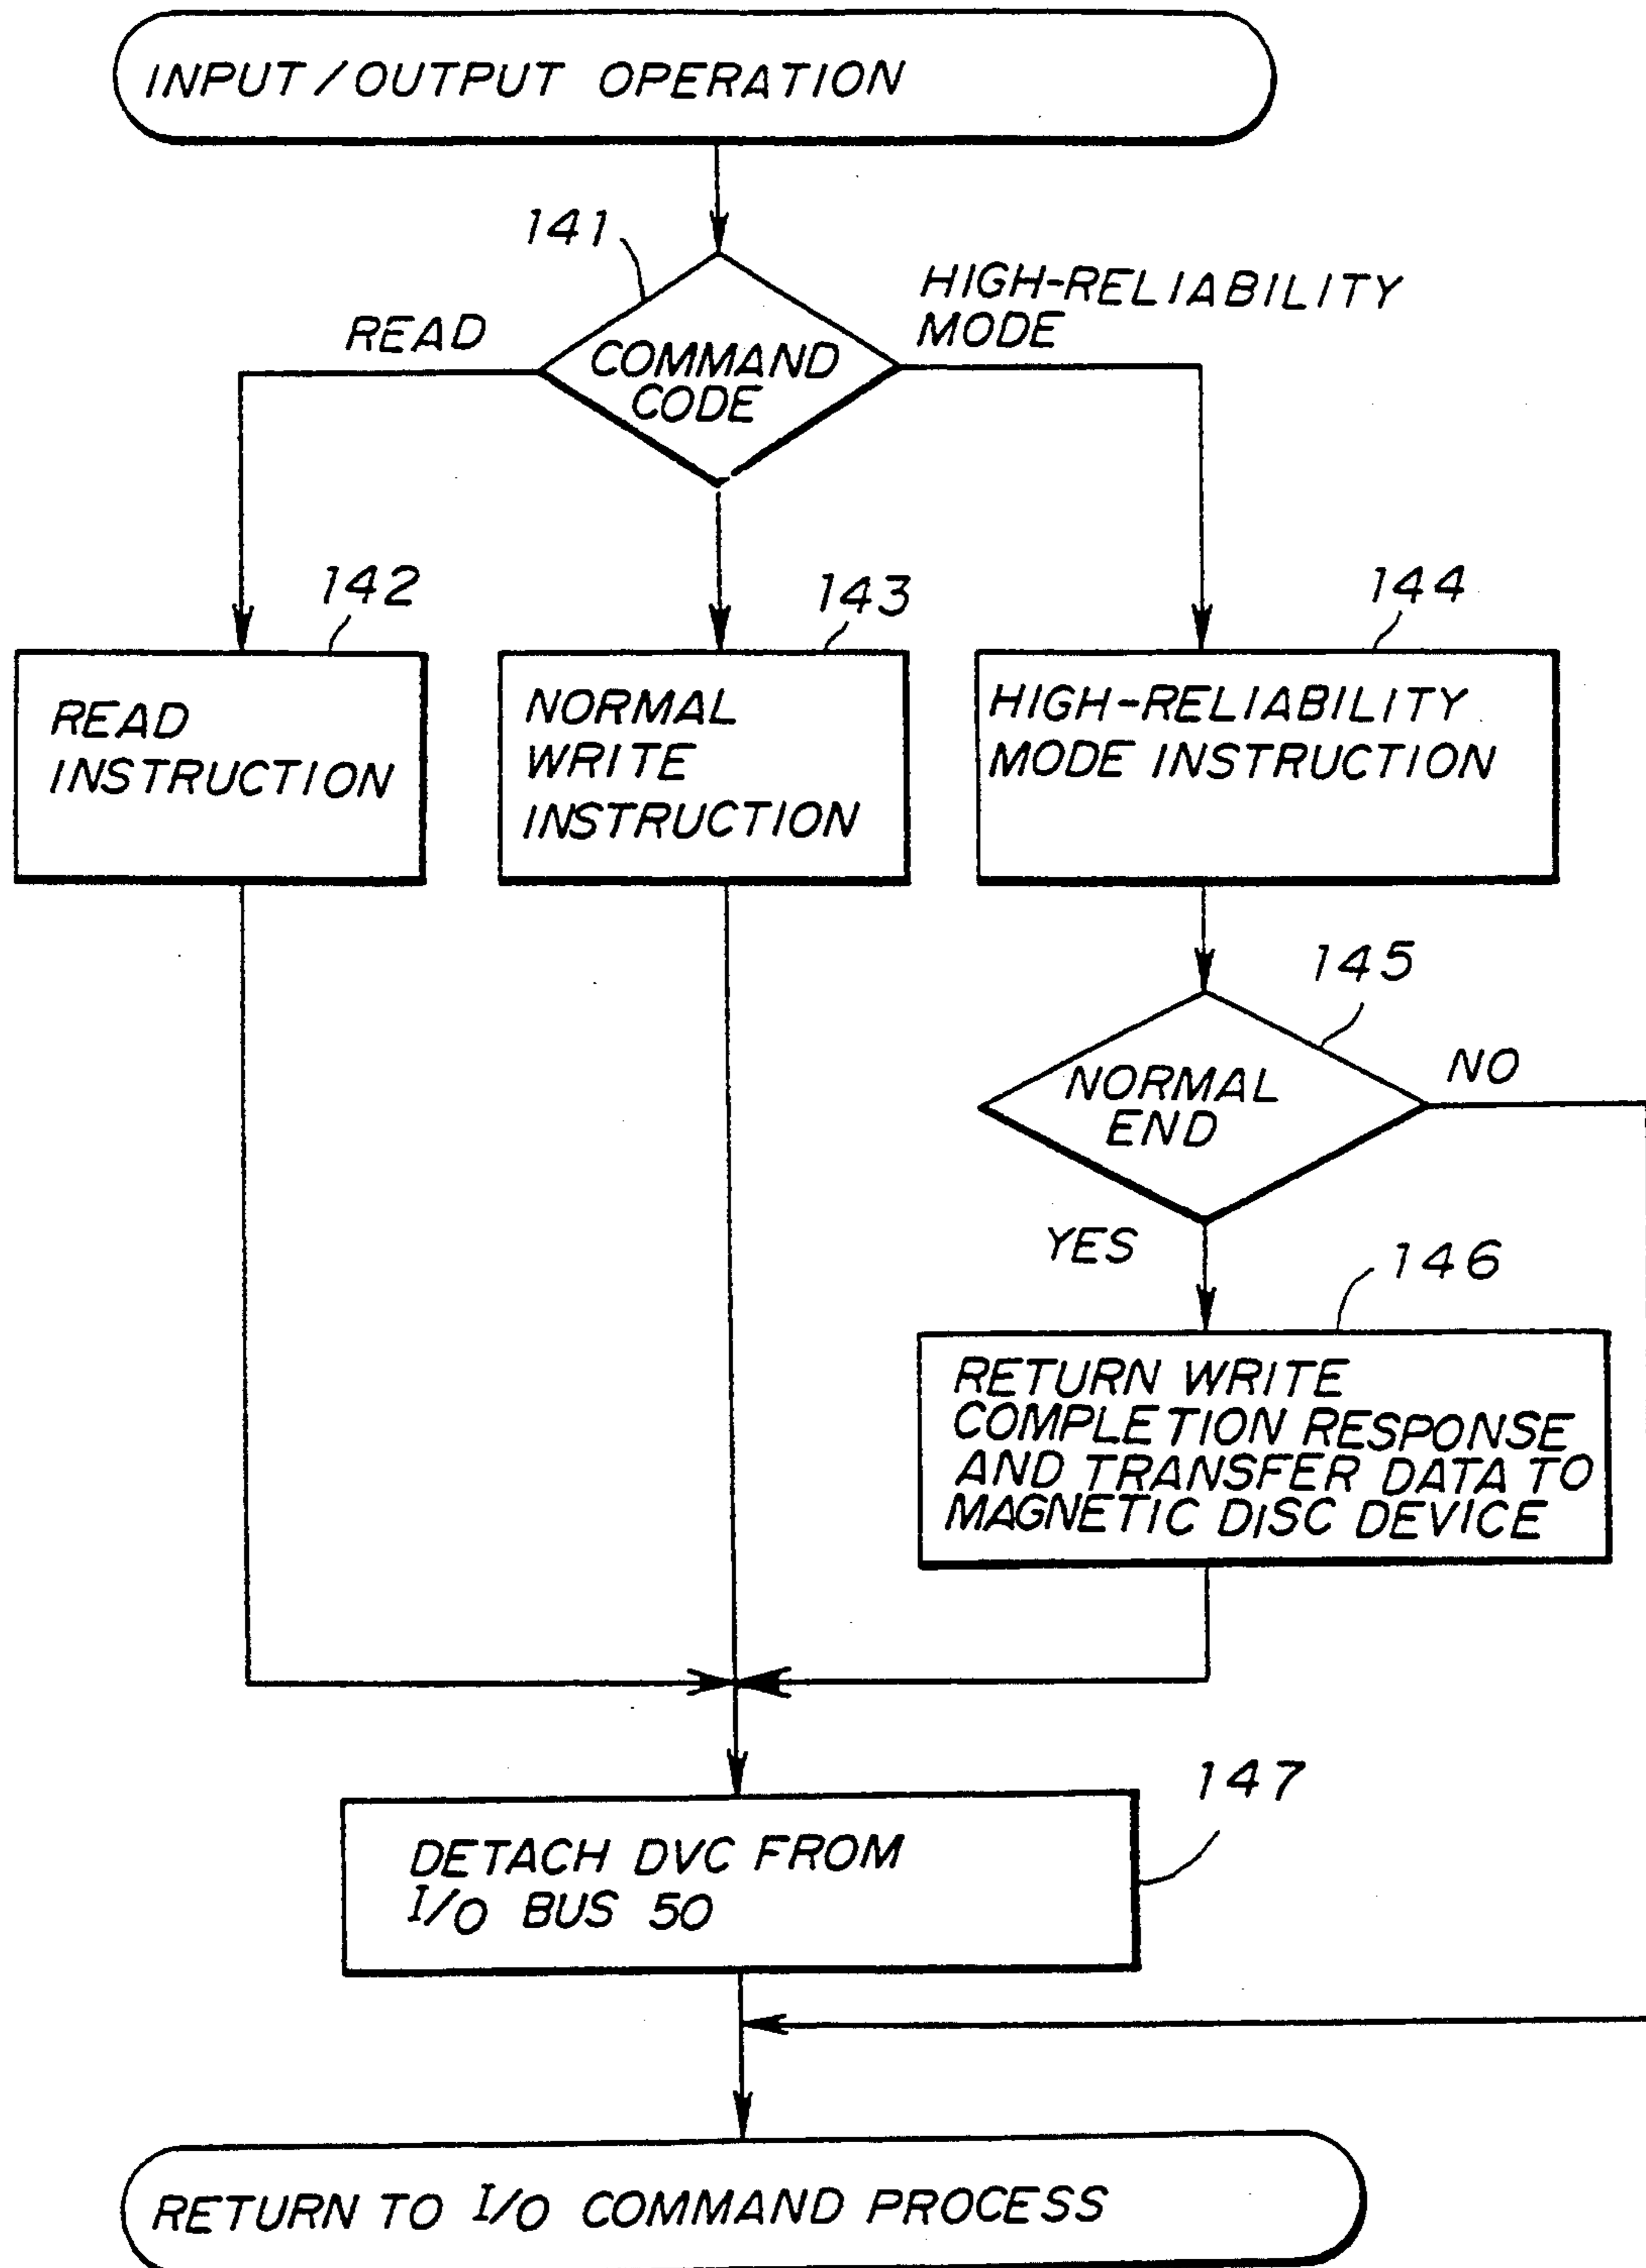 INPUT/OUTPUT OPERATION
141
READ
HIGH-RELIABILITY
MODE
COMMAND
CODE
142
143
144
READ
INSTRUCTION
NORMAL
WRITE
INSTRUCTION
HIGH-RELIABILITY
MODE INSTRUCTION
145
NORMAL
END
NO
YES
146
RETURN WRITE
COMPLETION RESPONSE
AND TRANSFER DATA TO
MAGNETIC DISC DEVICE
147
DETACH DVC FROM
I/O BUS 50
RETURN TO I/O COMMAND PROCESS